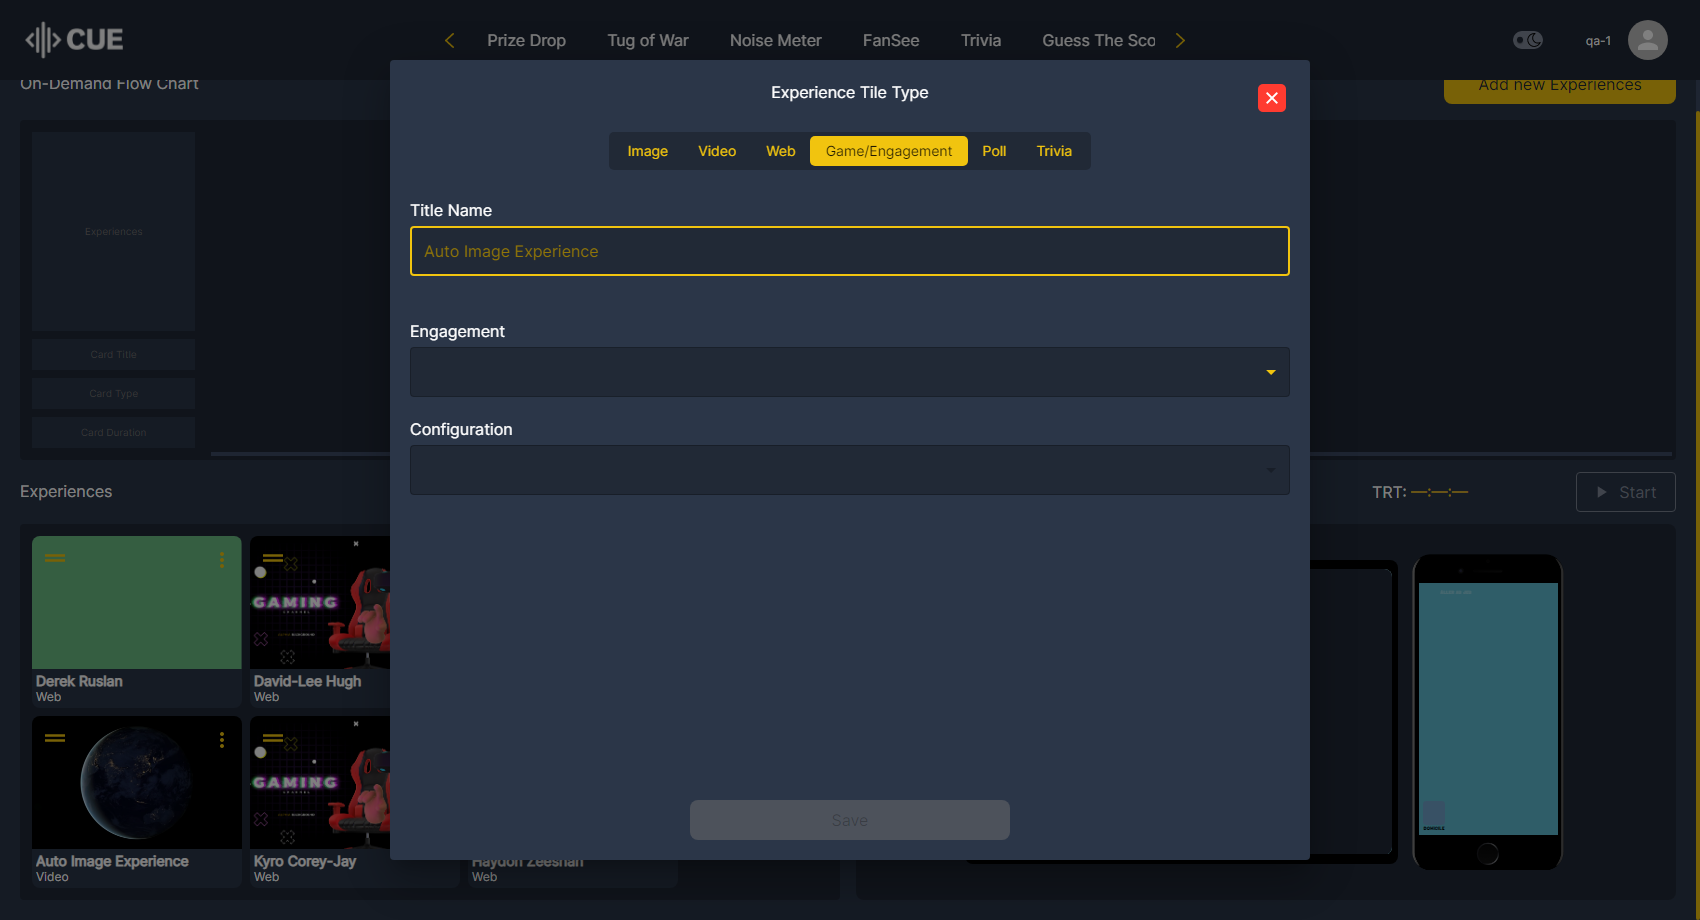 CUE
Prize Drop
Tug of War
Noise Meter
FanSee
Trivia
Guess The Sco
qa-1
On-Demand Flow Chart
Add new Experiences
Experience Tile Type
Image
Video
Web
Game/Engagement
Poll
Trivia
Title Name
Auto Image Experience
Engagement
Configuration
Save
Experiences
Card Title
Card Type
Card Duration
Experiences
TRT: —:—:—
Start
Derek Ruslan
Web
GAMING
David-Lee Hugh
Web
Auto Image Experience
Video
GAMING
Kyro Corey-Jay
Web
Haydon Zeeshan
Web